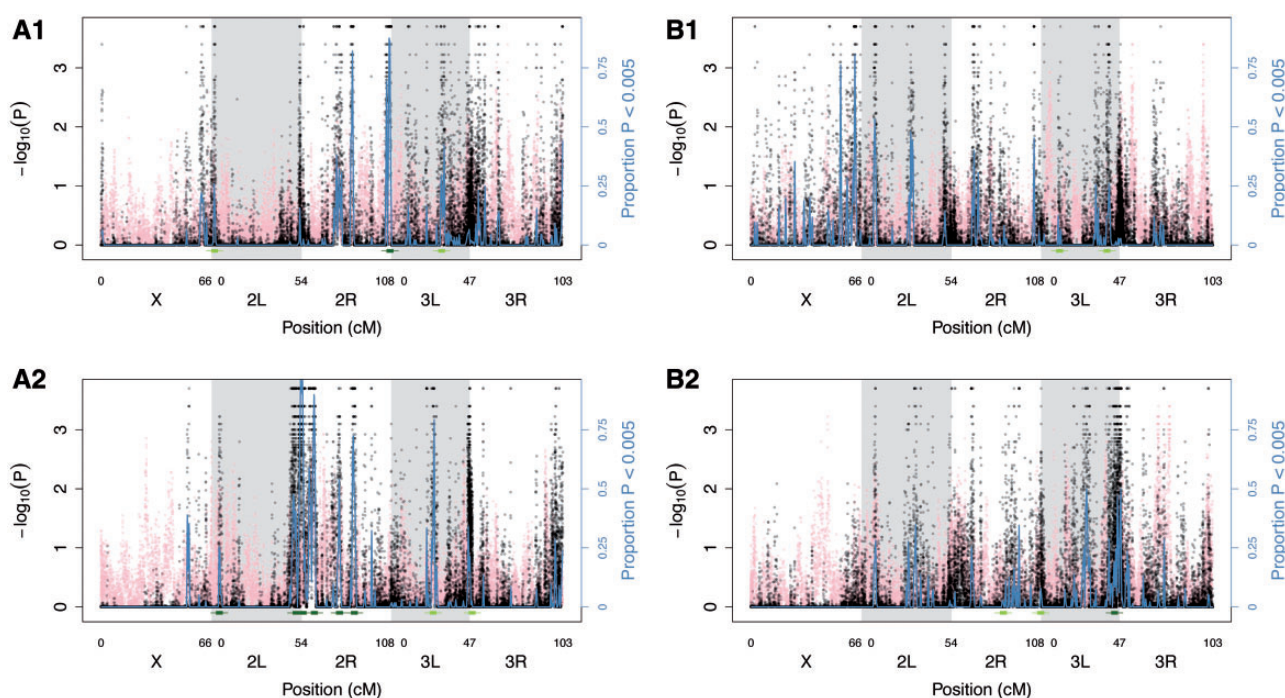 A1
3
2
1
0
−log10(P)
0.75
0.5
0.25
0
Proportion P < 0.005
0 66 0 54 108 0 47 103
X 2L 2R 3L 3R
Position (cM)
B1
3
2
1
0
−log10(P)
0.75
0.5
0.25
0
Proportion P < 0.005
0 66 0 54 108 0 47 103
X 2L 2R 3L 3R
Position (cM)
A2
3
2
1
0
−log10(P)
0.75
0.5
0.25
0
Proportion P < 0.005
0 66 0 54 108 0 47 103
X 2L 2R 3L 3R
Position (cM)
B2
3
2
1
0
−log10(P)
0.75
0.5
0.25
0
Proportion P < 0.005
0 66 0 54 108 0 47 103
X 2L 2R 3L 3R
Position (cM)